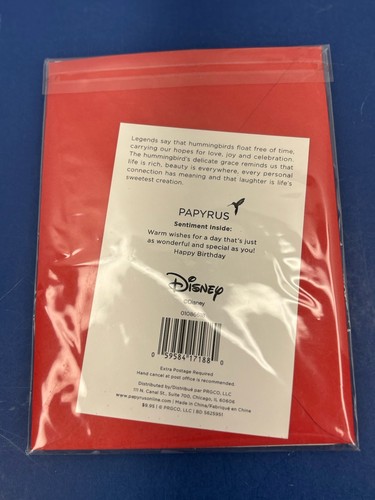 Legends say that hummingbirds float free of time,
carrying our hopes for love, joy and celebration.
The hummingbird's delicate grace reminds us that
life is rich, beauty is everywhere, every personal
connection has meaning and that laughter is life's
sweetest creation.
PAPYRUS
Sentiment Inside:
Warm wishes for a day that's just
as wonderful and special as you!
Happy Birthday
Disney
©Disney
0 59584 17188 0
Extra Postage Required
Hand cancel at post office is recommended.
Distributed by/Distribué par PRGCO, LLC
111 N. Canal St., Suite 700, Chicago, IL 60606
www.papyrusonline.com | Made in China/Fabriqué en Chine
$8.95 | © PRGCO, LLC | BD 5825951